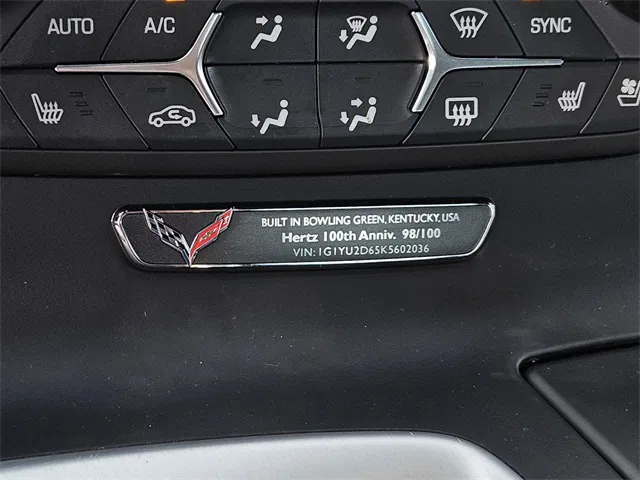 AUTO A/C SYNC
BUILT IN BOWLING GREEN, KENTUCKY, USA
Hertz 100th Anniv. 98/100
VIN: 1G1YU2D65K5602036